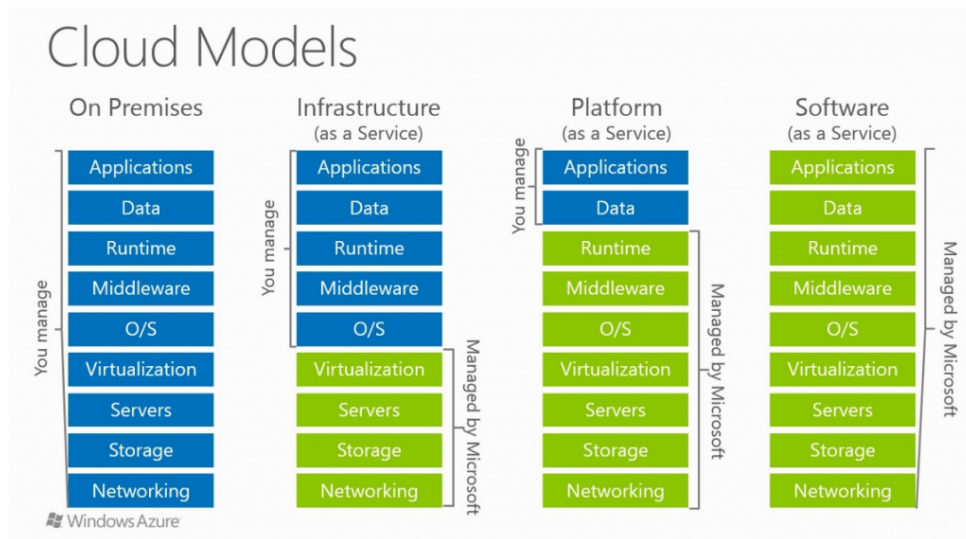 Cloud Models
On Premises
You manage
Applications
Data
Runtime
Middleware
O/S
Virtualization
Servers
Storage
Networking
Infrastructure
(as a Service)
You manage
Applications
Data
Runtime
Middleware
O/S
Virtualization
Servers
Storage
Networking
Managed by Microsoft
Platform
(as a Service)
You manage
Applications
Data
Runtime
Middleware
O/S
Virtualization
Servers
Storage
Networking
Managed by Microsoft
Software
(as a Service)
Applications
Data
Runtime
Middleware
O/S
Virtualization
Servers
Storage
Networking
Managed by Microsoft
Windows Azure